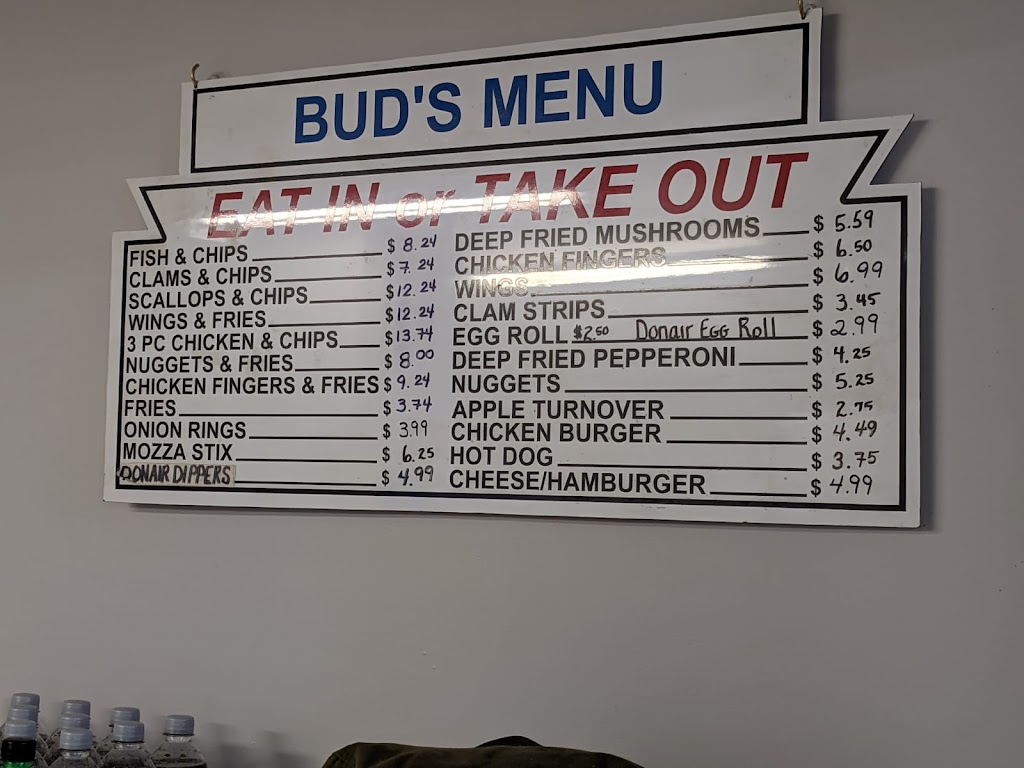 BUD'S MENU
EAT IN or TAKE OUT
FISH & CHIPS $ 8.24
CLAMS & CHIPS $ 7.24
SCALLOPS & CHIPS $ 12.24
WINGS & FRIES $ 12.24
3 PC CHICKEN & CHIPS $ 13.74
NUGGETS & FRIES $ 8.00
CHICKEN FINGERS & FRIES $ 9.24
FRIES $ 3.74
ONION RINGS $ 3.99
MOZZA STIX $ 6.25
DONAIR DIPPERS $ 4.99
DEEP FRIED MUSHROOMS $ 5.59
CHICKEN FINGERS $ 6.50
WINGS $ 6.99
CLAM STRIPS $ 3.45
EGG ROLL $2.50 Donair Egg Roll $ 2.99
DEEP FRIED PEPPERONI $ 4.25
NUGGETS $ 5.25
APPLE TURNOVER $ 2.75
CHICKEN BURGER $ 4.49
HOT DOG $ 3.75
CHEESE/HAMBURGER $ 4.99